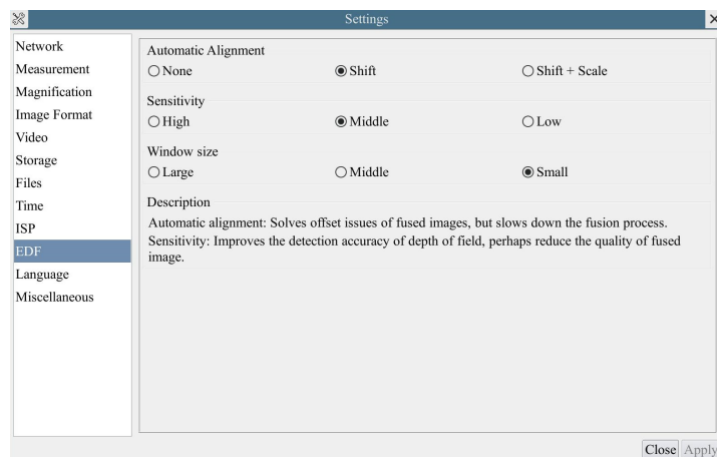 Settings
Network
Measurement
Magnification
Image Format
Video
Storage
Files
Time
ISP
EDF
Language
Miscellaneous
Automatic Alignment
None Shift Shift + Scale
Sensitivity
High Middle Low
Window size
Large Middle Small
Description
Automatic alignment: Solves offset issues of fused images, but slows down the fusion process.
Sensitivity: Improves the detection accuracy of depth of field, perhaps reduce the quality of fused
image.
Close Apply